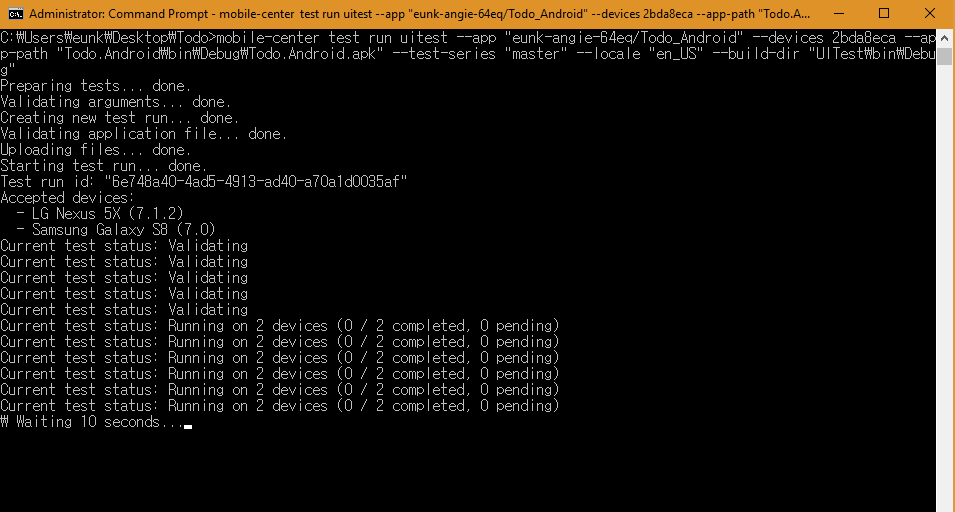 Administrator: Command Prompt - mobile-center test run uitest --app "eunk-angie-64eq/Todo_Android" --devices 2bda8eca --app-path "Todo.A...
C:₩Users₩eunk₩Desktop₩Todo>mobile-center test run uitest --app "eunk-angie-64eq/Todo_Android" --devices 2bda8eca --ap
p-path "Todo.Android₩bin₩Debug₩Todo.Android.apk" --test-series "master" --locale "en_US" --build-dir "UITest₩bin₩Debu
g"
Preparing tests... done.
Validating arguments... done.
Creating new test run... done.
Validating application file... done.
Uploading files... done.
Starting test run... done.
Test run id: "6e748a40-4ad5-4913-ad40-a70a1d0035af"
Accepted devices:
  - LG Nexus 5X (7.1.2)
  - Samsung Galaxy S8 (7.0)
Current test status: Validating
Current test status: Validating
Current test status: Validating
Current test status: Validating
Current test status: Validating
Current test status: Running on 2 devices (0 / 2 completed, 0 pending)
Current test status: Running on 2 devices (0 / 2 completed, 0 pending)
Current test status: Running on 2 devices (0 / 2 completed, 0 pending)
Current test status: Running on 2 devices (0 / 2 completed, 0 pending)
Current test status: Running on 2 devices (0 / 2 completed, 0 pending)
Current test status: Running on 2 devices (0 / 2 completed, 0 pending)
₩ Waiting 10 seconds...